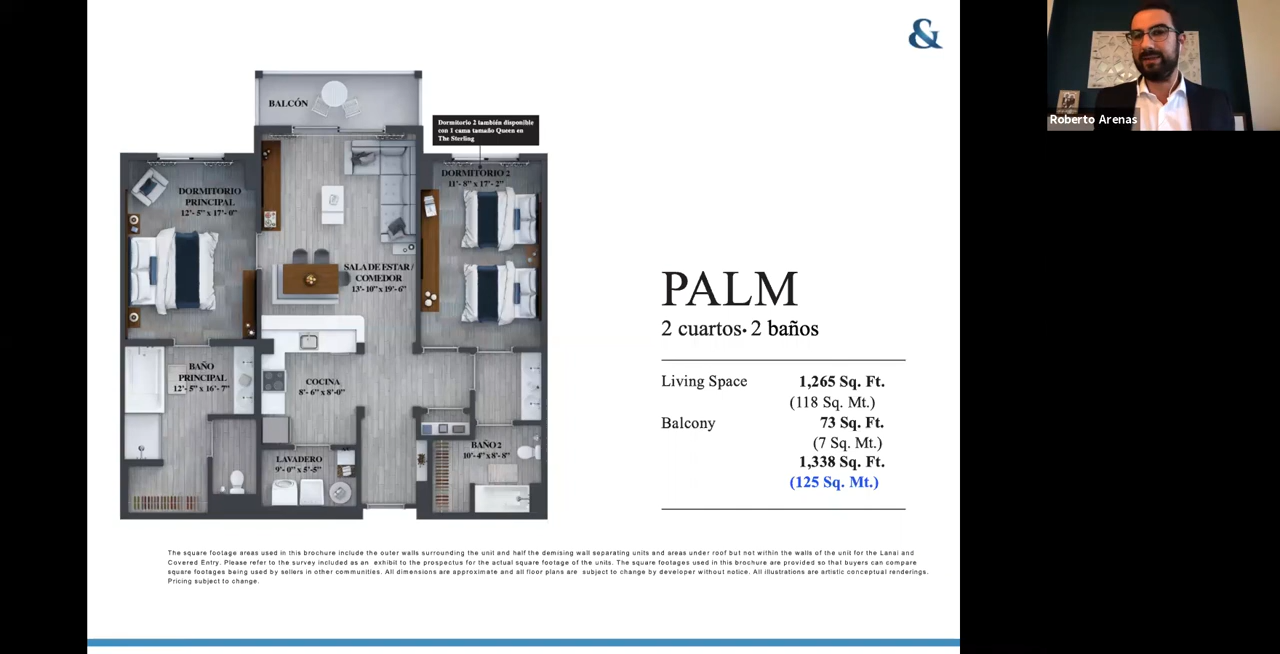 &
Roberto Arenas
BALCÓN
Dormitorio 2 también disponible
con 1 cama tamaño Queen en
The Sterling
DORMITORIO 2
11'- 8" x 17'- 2"
DORMITORIO
PRINCIPAL
12'- 5" x 17'- 0"
SALA DE ESTAR /
COMEDOR
13'- 10" x 19'- 6"
BAÑO
PRINCIPAL
12'- 5" x 16'- 7"
COCINA
8'- 6" x 8'-0"
LAVADERO
9'- 0" x 5'-5"
BAÑO 2
10'- 4" x 8'- 8"
PALM
2 cuartos• 2 baños
Living Space 1,265 Sq. Ft.
(118 Sq. Mt.)
Balcony 73 Sq. Ft.
(7 Sq. Mt.)
1,338 Sq. Ft.
(125 Sq. Mt.)
The square footage areas used in this brochure include the outer walls surrounding the unit and half the demising wall separating units and areas under roof but not within the walls of the unit for the Lanai and
Covered Entry. Please refer to the survey included as an exhibit to the prospectus for the actual square footage of the units. The square footages used in this brochure are provided so that buyers can compare
square footages being used by sellers in other communities. All dimensions are approximate and all floor plans are subject to change by developer without notice. All illustrations are artistic conceptual renderings.
Pricing subject to change.